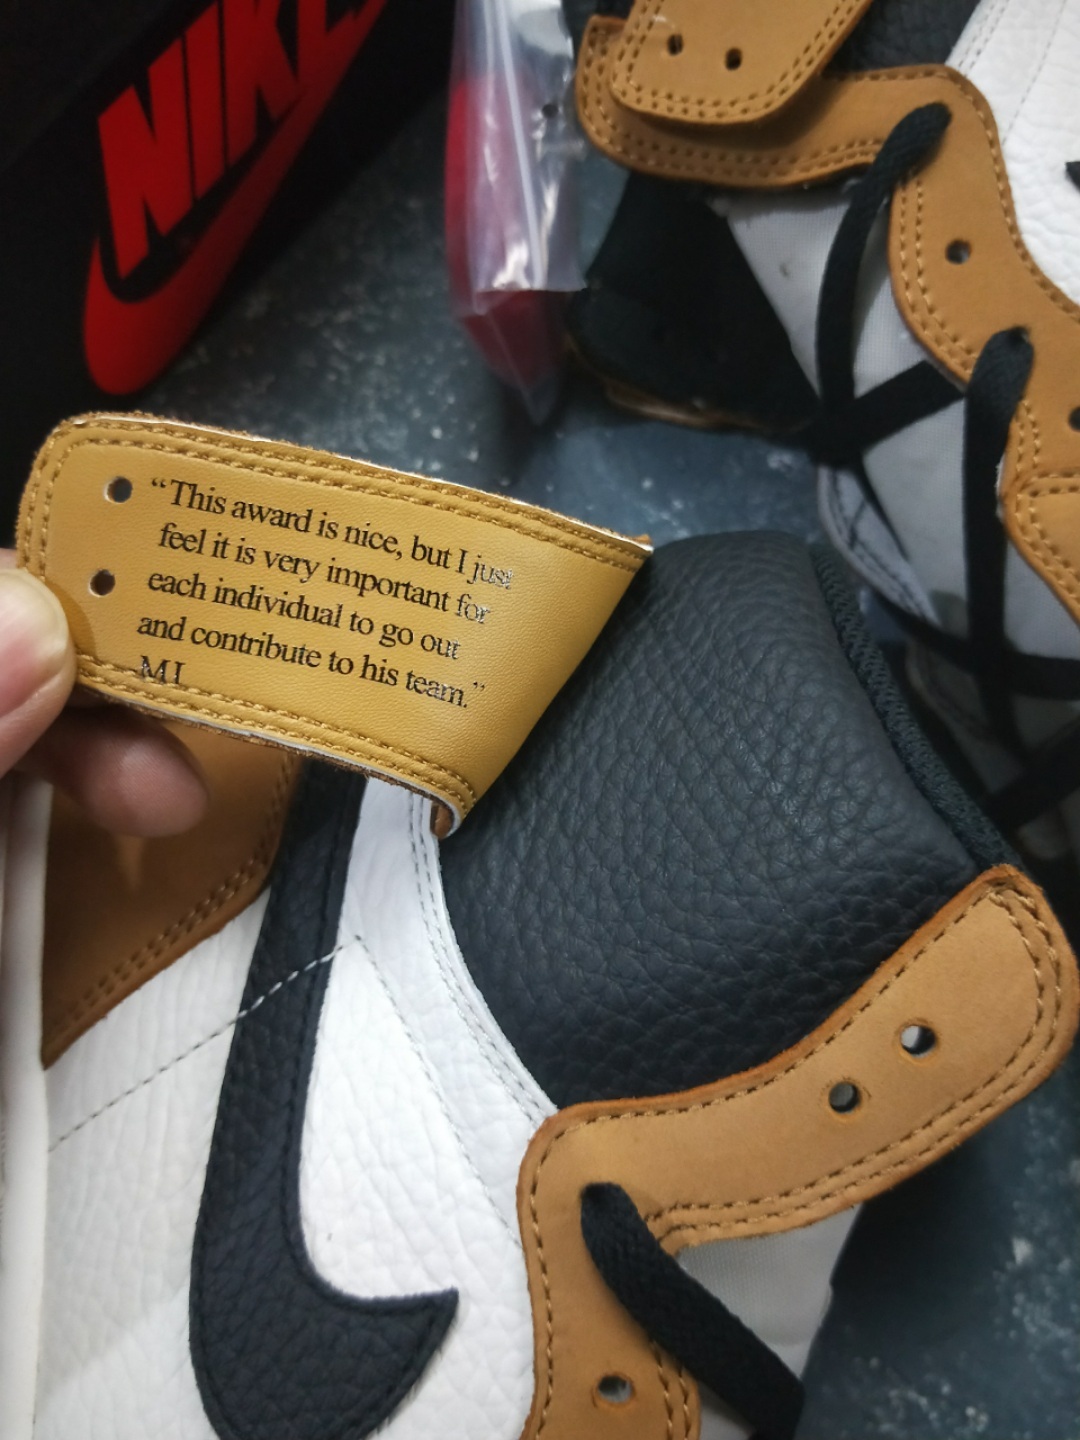 NIKE
“This award is nice, but I just
feel it is very important for
each individual to go out
and contribute to his team.”
MJ